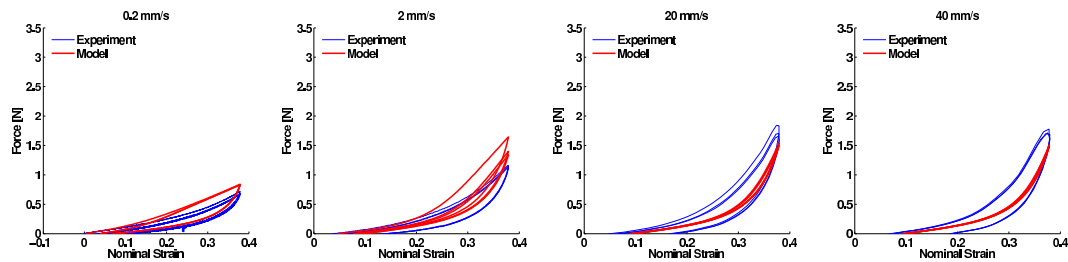 0.2 mm/s
3.5
3
2.5
2
1.5
1
0.5
0
Force [N]
Experiment
Model
−0.1 0 0.1 0.2 0.3 0.4
Nominal Strain
2 mm/s
3.5
3
2.5
2
1.5
1
0.5
0
Force [N]
Experiment
Model
0 0.1 0.2 0.3 0.4
Nominal Strain
20 mm/s
3.5
3
2.5
2
1.5
1
0.5
0
Force [N]
Experiment
Model
0 0.1 0.2 0.3 0.4
Nominal Strain
40 mm/s
3.5
3
2.5
2
1.5
1
0.5
0
Force [N]
Experiment
Model
0 0.1 0.2 0.3 0.4
Nominal Strain